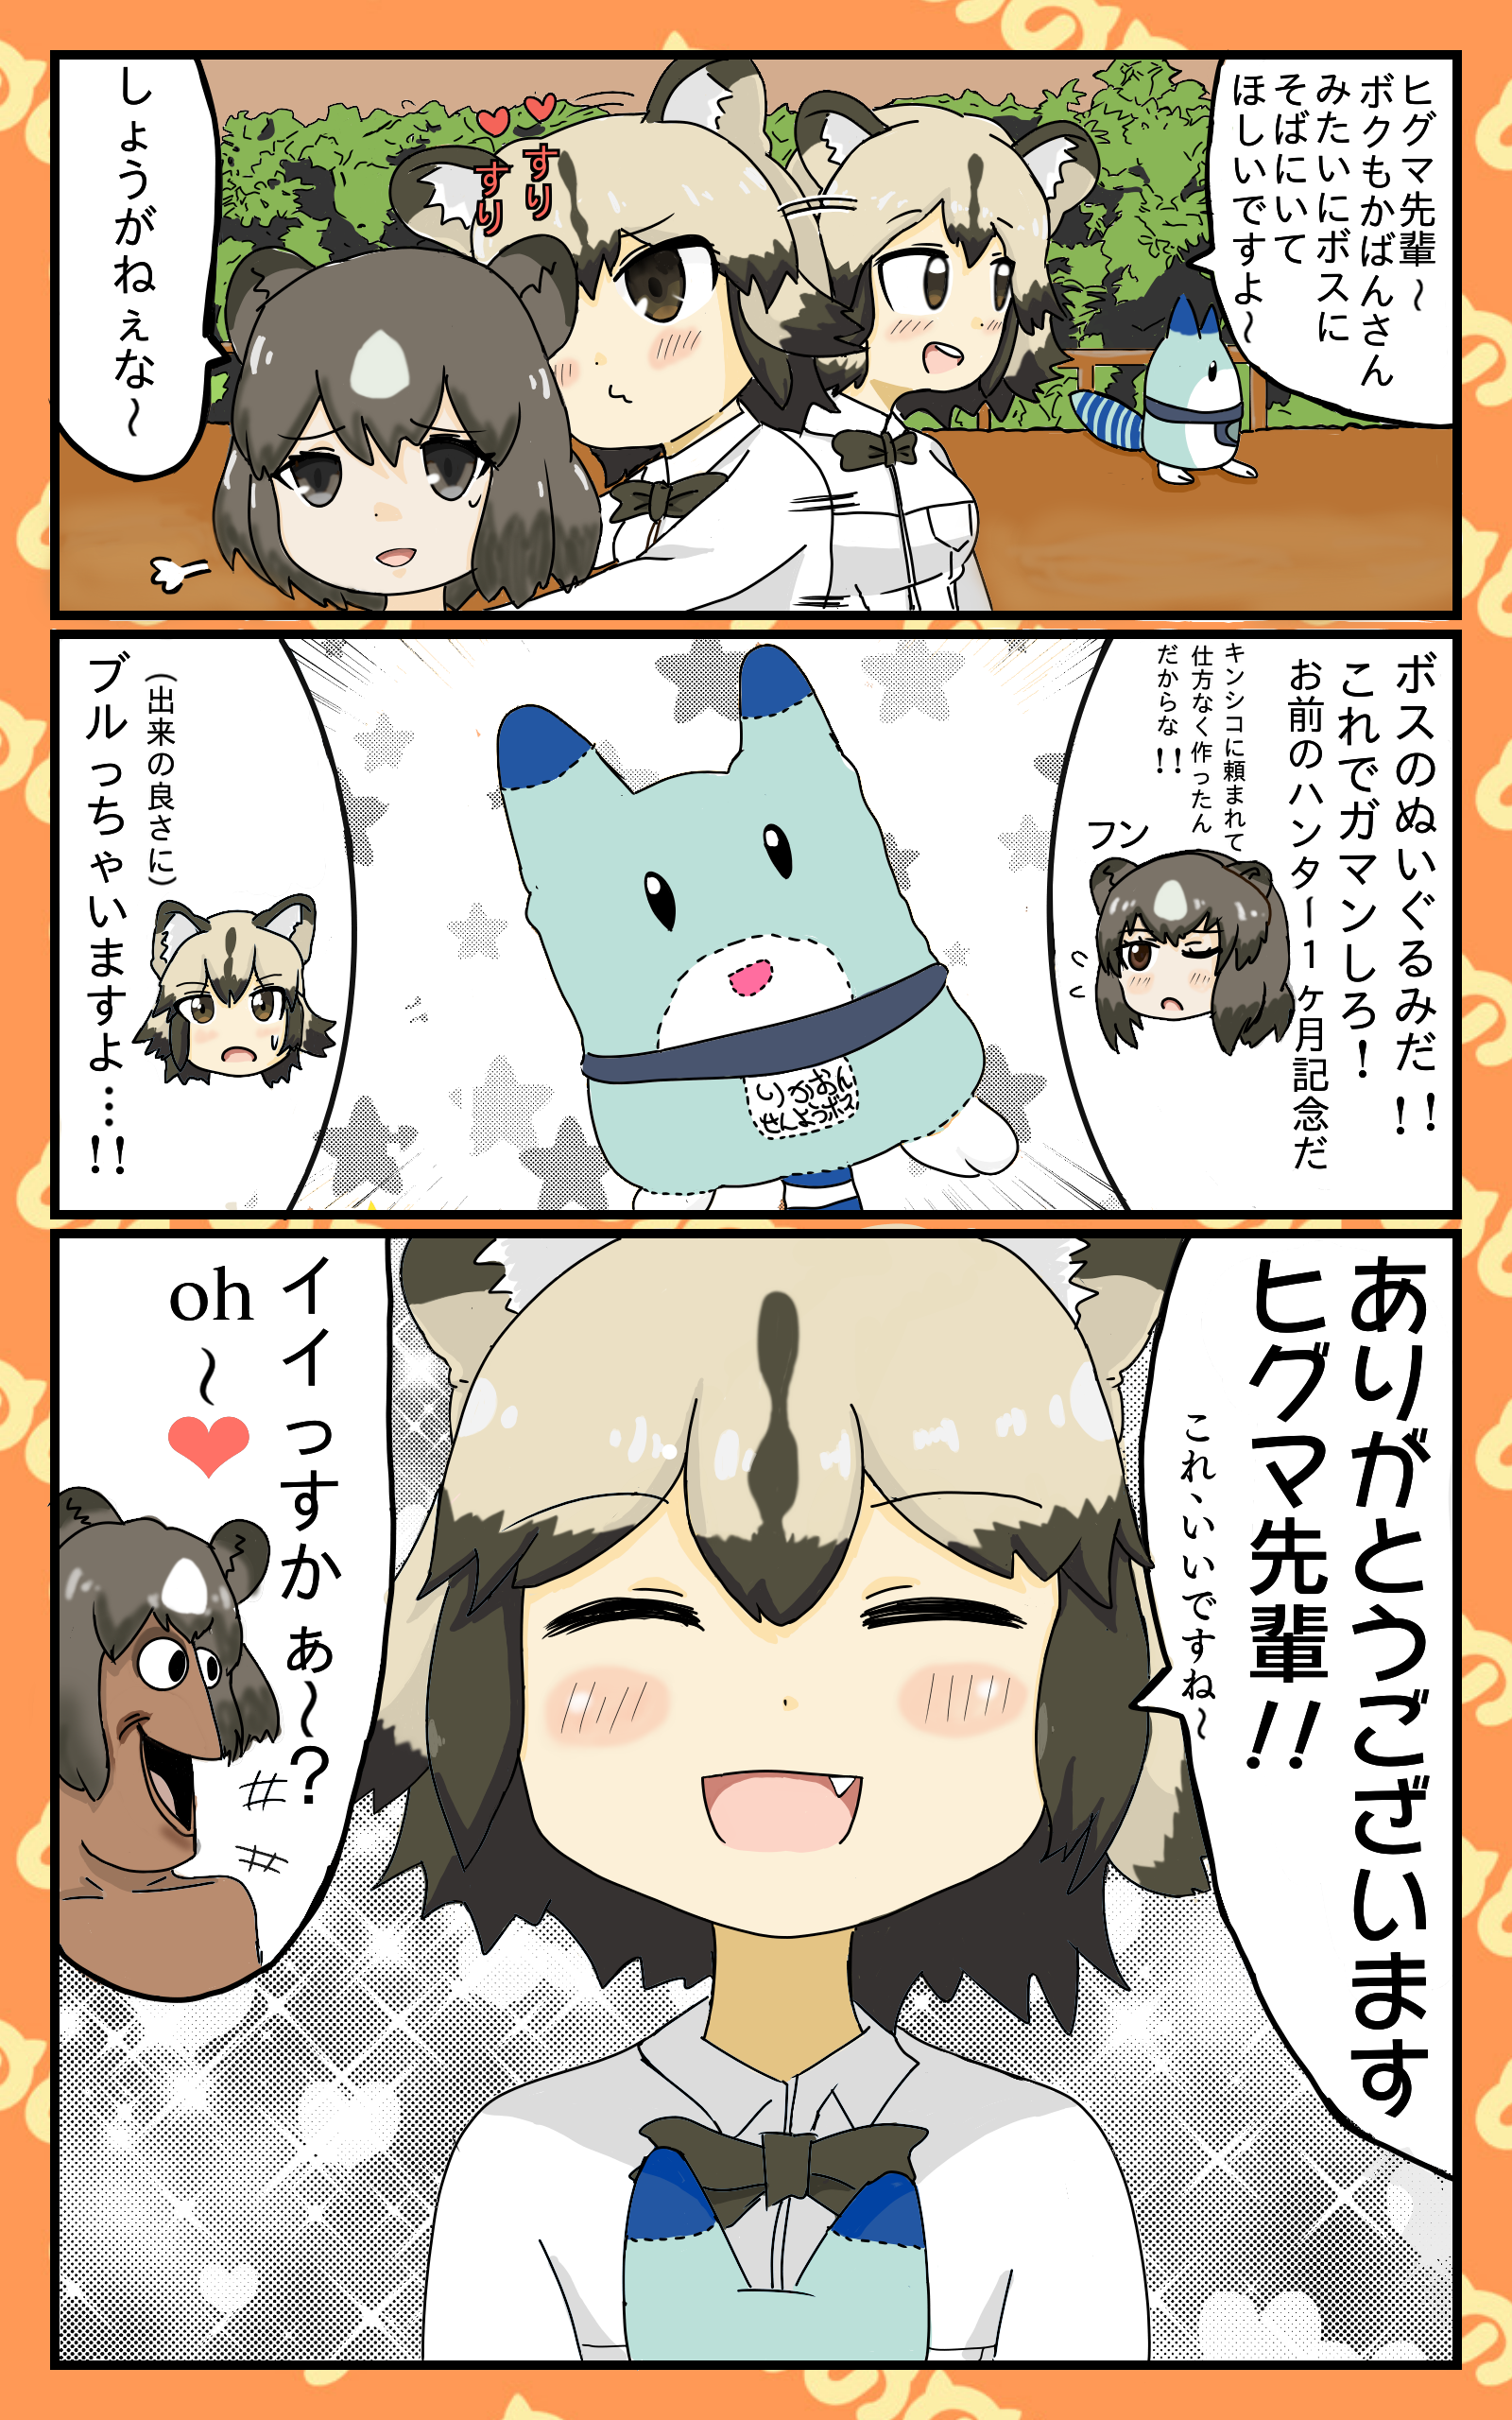 ヒグマ先輩～
ボクもかばんさん
みたいにボスに
そばにいて
ほしいですよ～
すり
すり
しょうがねぇな～
ボスのぬいぐるみだ!!
これでガマンしろ!
お前のハンター1ヶ月記念だ
キンシコに頼まれて
仕方なく作ったん
だからな!!
フン
りかおん
せんようボス
(出来の良さに)
ブルっちゃいますよ…!!
ありがとうございます
ヒグマ先輩!!
これ、いいですね～
イイっすかぁ～?
oh～